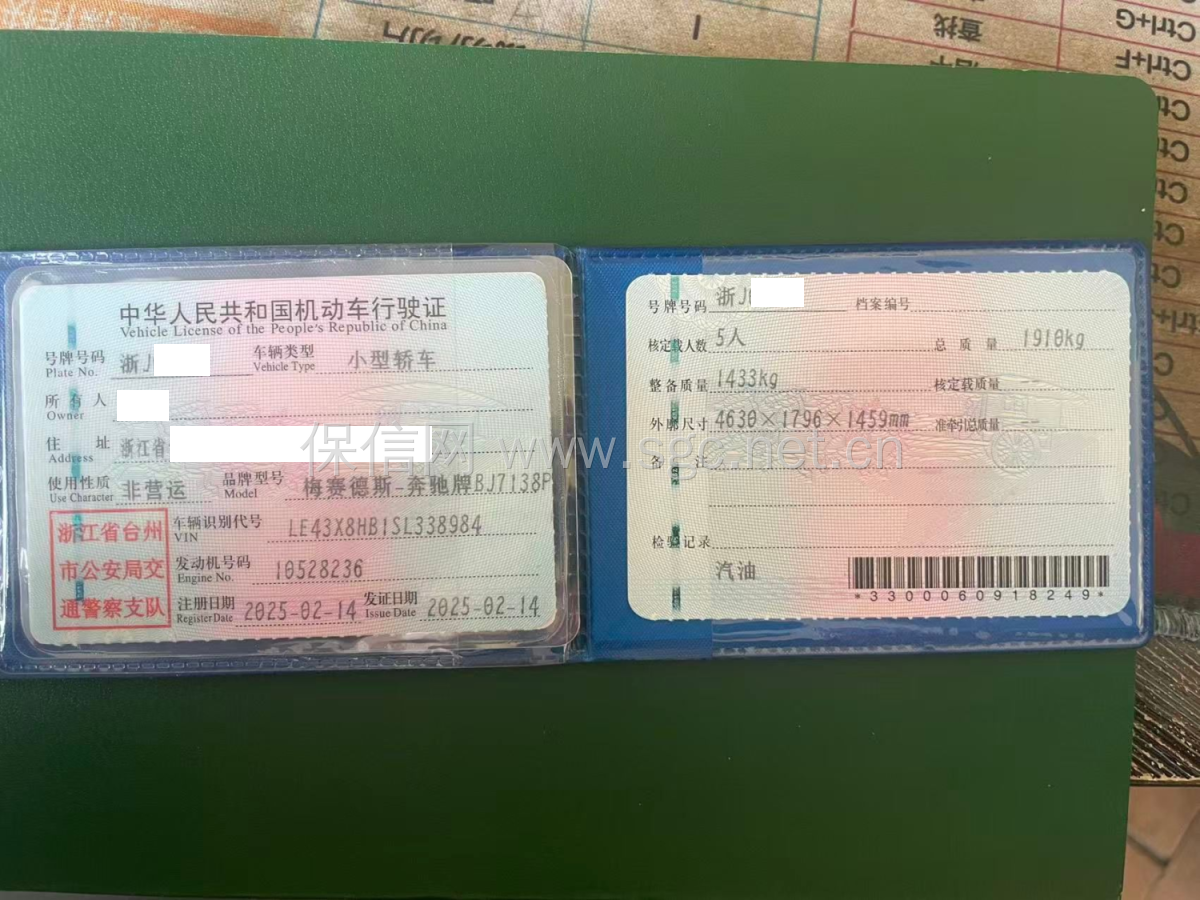 查找
Ctrl+G
Ctrl+F
中华人民共和国机动车行驶证
Vehicle License of the People's Republic of China
号牌号码 浙J 车辆类型 小型轿车
Plate No. Vehicle Type
所有人
Owner
住址 浙江省
Address
使用性质 非营运 品牌型号 梅赛德斯-奔驰牌BJ7138P
Use Character Model
浙江省台州
市公安局交
通警察支队
车辆识别代号 LE43X8HB1SL338984
VIN
发动机号码 10528236
Engine No.
注册日期 2025-02-14 发证日期 2025-02-14
Register Date Issue Date
号牌号码 浙J 档案编号
核定载人数 5人 总质量 1910kg
整备质量 1433kg 核定载质量 --
外廓尺寸 4630×1796×1459mm 准牵引总质量 --
备注
检验记录
汽油
*3300060918249*
保信网 www.sgc.net.cn